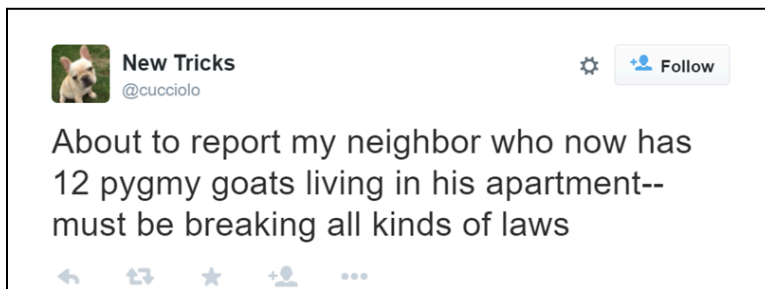 New Tricks
@cucciolo
Follow
About to report my neighbor who now has
12 pygmy goats living in his apartment--
must be breaking all kinds of laws